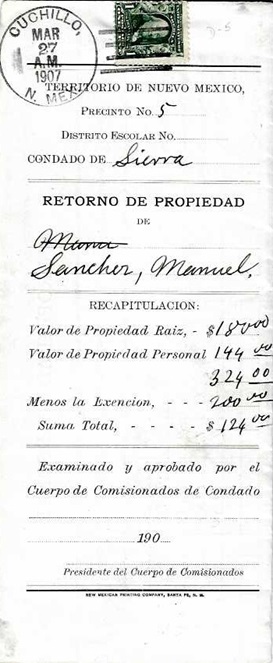 CUCHILLO,
MAR
27
A.M.
1907
N. MEX.
D-5
TERRITORIO DE NUEVO MEXICO,
PRECINTO No. 5
DISTRITO ESCOLAR No.
CONDADO DE Sierra
RETORNO DE PROPIEDAD
DE
Sanchez, Manuel.
RECAPITULACION:
Valor de Propiedad Raiz, - $180 00
Valor de Propiedad Personal 144 00
324 00
Menos la Exencion, - - - 200 00
Suma Total, - - - - $ 124 00
Examinado y aprobado por el
Cuerpo de Comisionados de Condado
190
Presidente del Cuerpo de Comisionados
NEW MEXICAN PRINTING COMPANY, SANTA FE, N. M.